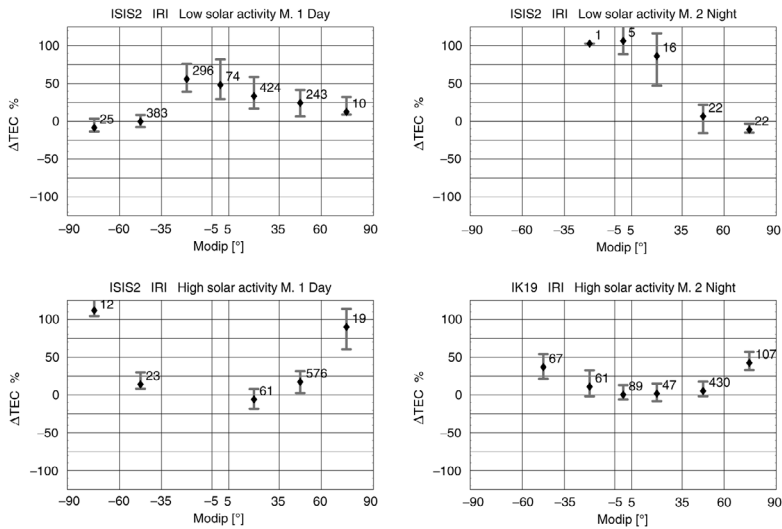 ISIS2 IRI Low solar activity M. 1 Day
100
50
0
−50
−100
ΔTEC %
25
383
296
74
424
243
10
−90 −60 −35 −5 5 35 60 90
Modip [°]
ISIS2 IRI Low solar activity M. 2 Night
100
50
0
−50
−100
ΔTEC %
1
5
16
22
22
−90 −60 −35 −5 5 35 60 90
Modip [°]
ISIS2 IRI High solar activity M. 1 Day
100
50
0
−50
−100
ΔTEC %
12
23
61
576
19
−90 −60 −35 −5 5 35 60 90
Modip [°]
IK19 IRI High solar activity M. 2 Night
100
50
0
−50
−100
ΔTEC %
67
61
89
47
430
107
−90 −60 −35 −5 5 35 60 90
Modip [°]